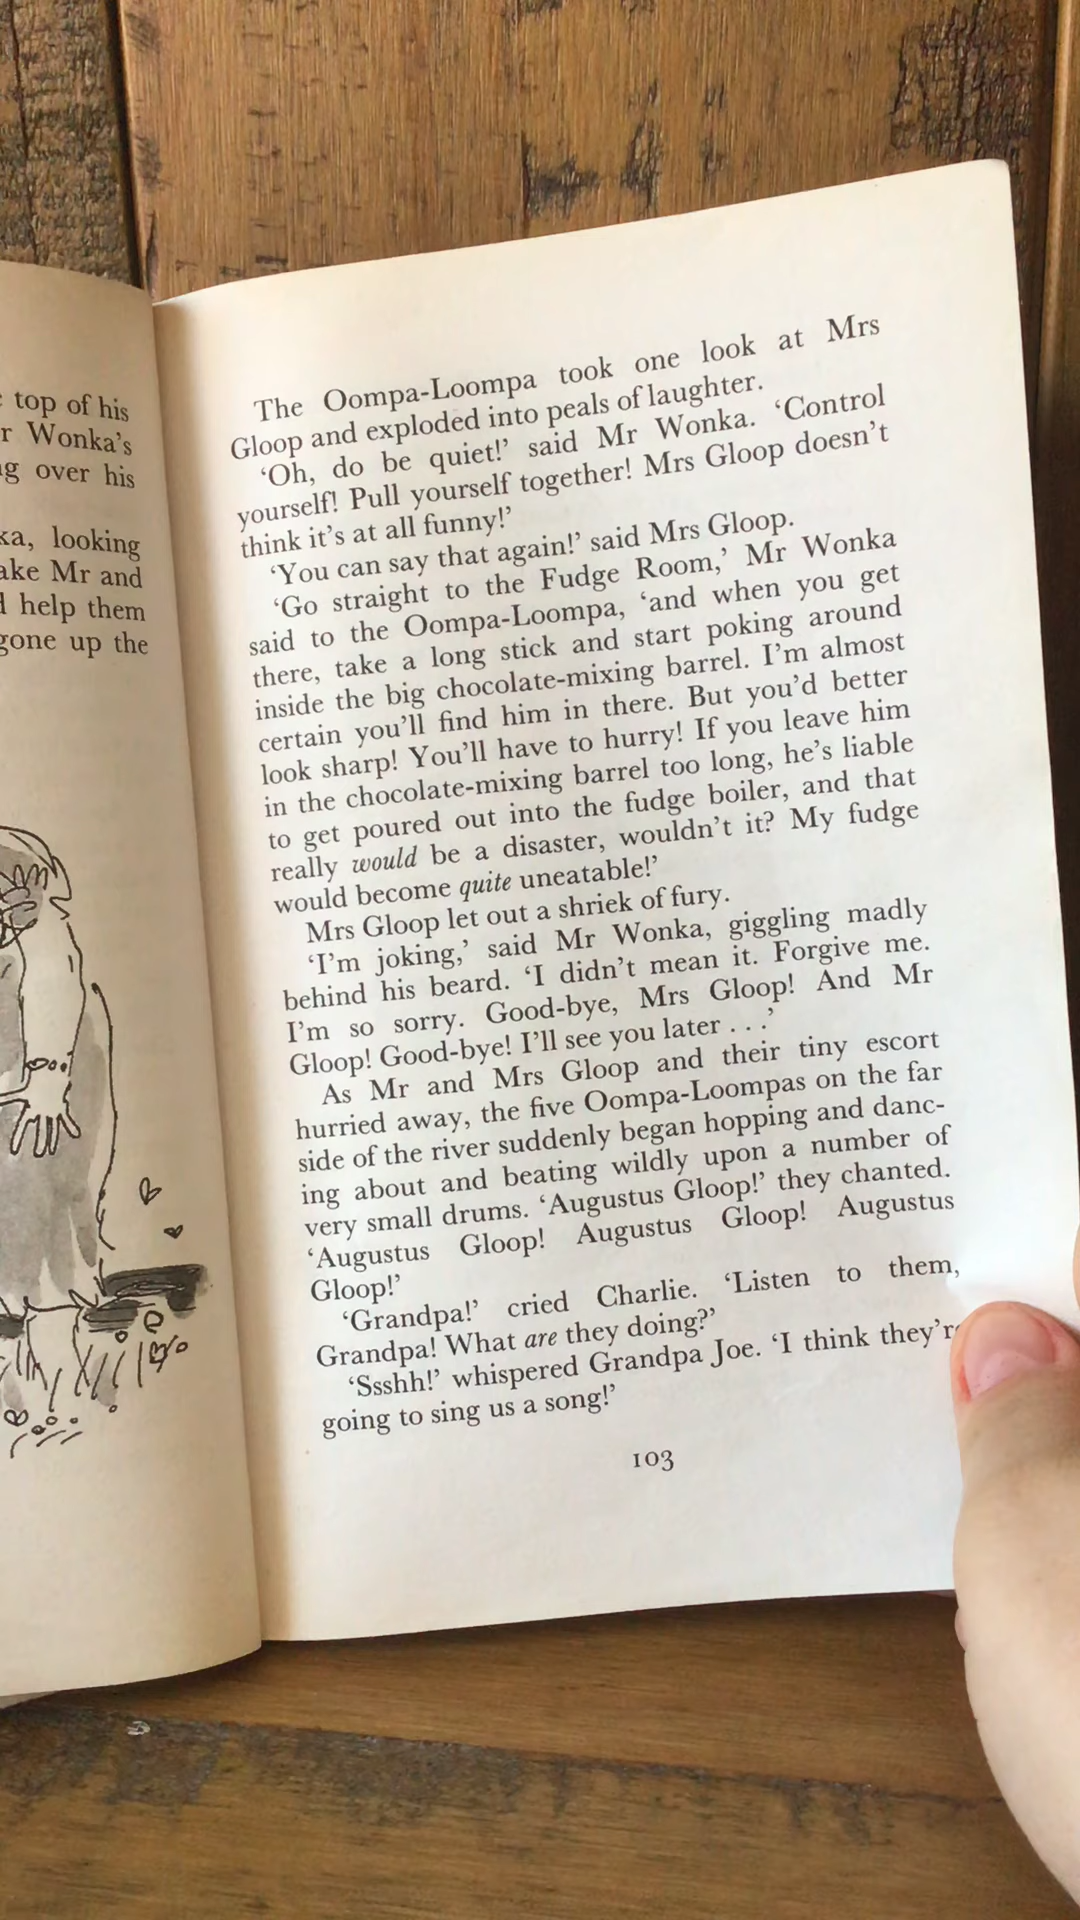 top of his
r Wonka's
g over his
ka, looking
ake Mr and
help them
gone up the
The Oompa-Loompa took one look at Mrs
Gloop and exploded into peals of laughter.
‘Oh, do be quiet!’ said Mr Wonka. ‘Control
yourself! Pull yourself together! Mrs Gloop doesn’t
think it’s at all funny!’
‘You can say that again!’ said Mrs Gloop.
‘Go straight to the Fudge Room,’ Mr Wonka
said to the Oompa-Loompa, ‘and when you get
there, take a long stick and start poking around
inside the big chocolate-mixing barrel. I’m almost
certain you’ll find him in there. But you’d better
look sharp! You’ll have to hurry! If you leave him
in the chocolate-mixing barrel too long, he’s liable
to get poured out into the fudge boiler, and that
really would be a disaster, wouldn’t it? My fudge
would become quite uneatable!’
Mrs Gloop let out a shriek of fury.
‘I’m joking,’ said Mr Wonka, giggling madly
behind his beard. ‘I didn’t mean it. Forgive me.
I’m so sorry. Good-bye, Mrs Gloop! And Mr
Gloop! Good-bye! I’ll see you later . . .’
As Mr and Mrs Gloop and their tiny escort
hurried away, the five Oompa-Loompas on the far
side of the river suddenly began hopping and danc-
ing about and beating wildly upon a number of
very small drums. ‘Augustus Gloop!’ they chanted.
‘Augustus Gloop! Augustus Gloop! Augustus
Gloop!’
‘Grandpa!’ cried Charlie. ‘Listen to them,
Grandpa! What are they doing?’
‘Ssshh!’ whispered Grandpa Joe. ‘I think they’re
going to sing us a song!’
103